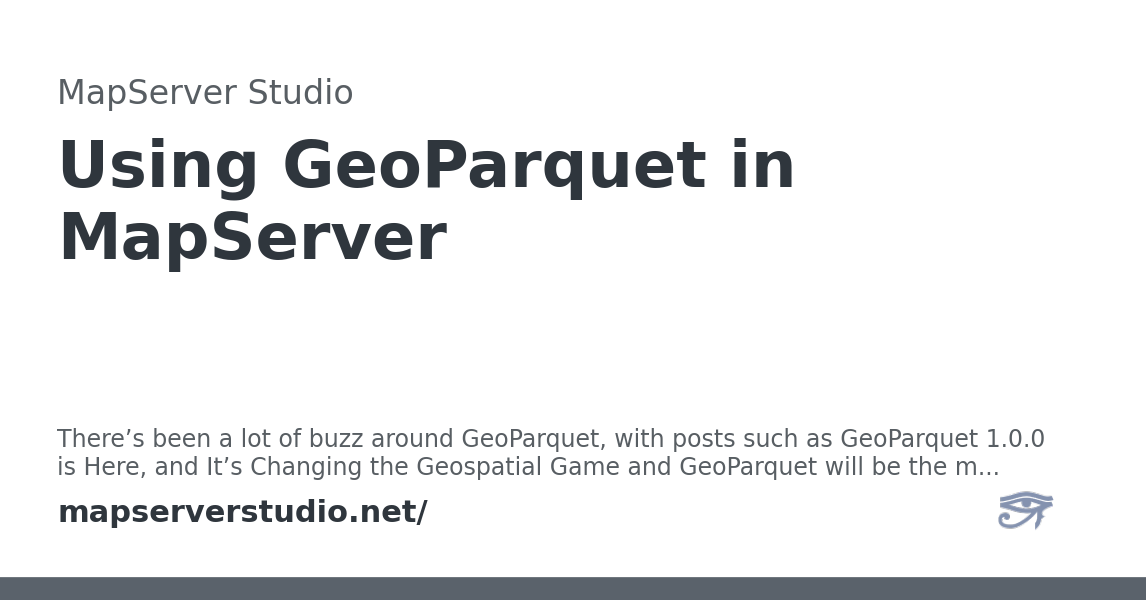 MapServer Studio
Using GeoParquet in
MapServer
There’s been a lot of buzz around GeoParquet, with posts such as GeoParquet 1.0.0
is Here, and It’s Changing the Geospatial Game and GeoParquet will be the m...
mapserverstudio.net/